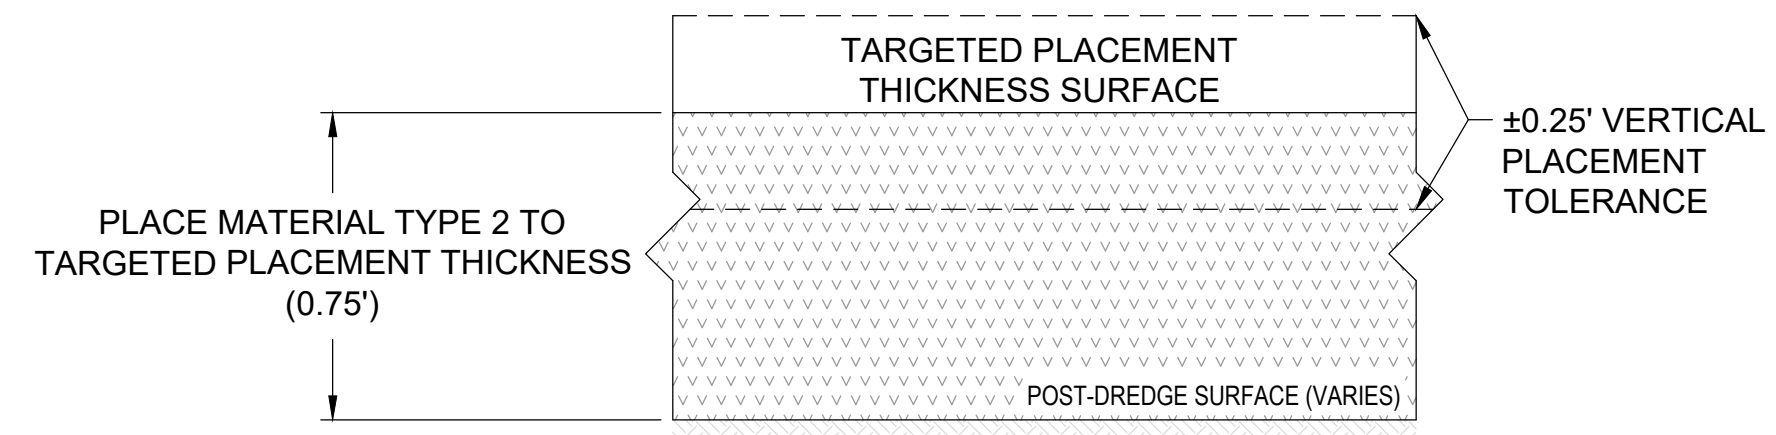 TARGETED PLACEMENT
THICKNESS SURFACE
±0.25' VERTICAL
PLACEMENT
TOLERANCE
PLACE MATERIAL TYPE 2 TO
TARGETED PLACEMENT THICKNESS
(0.75')
POST-DREDGE SURFACE (VARIES)